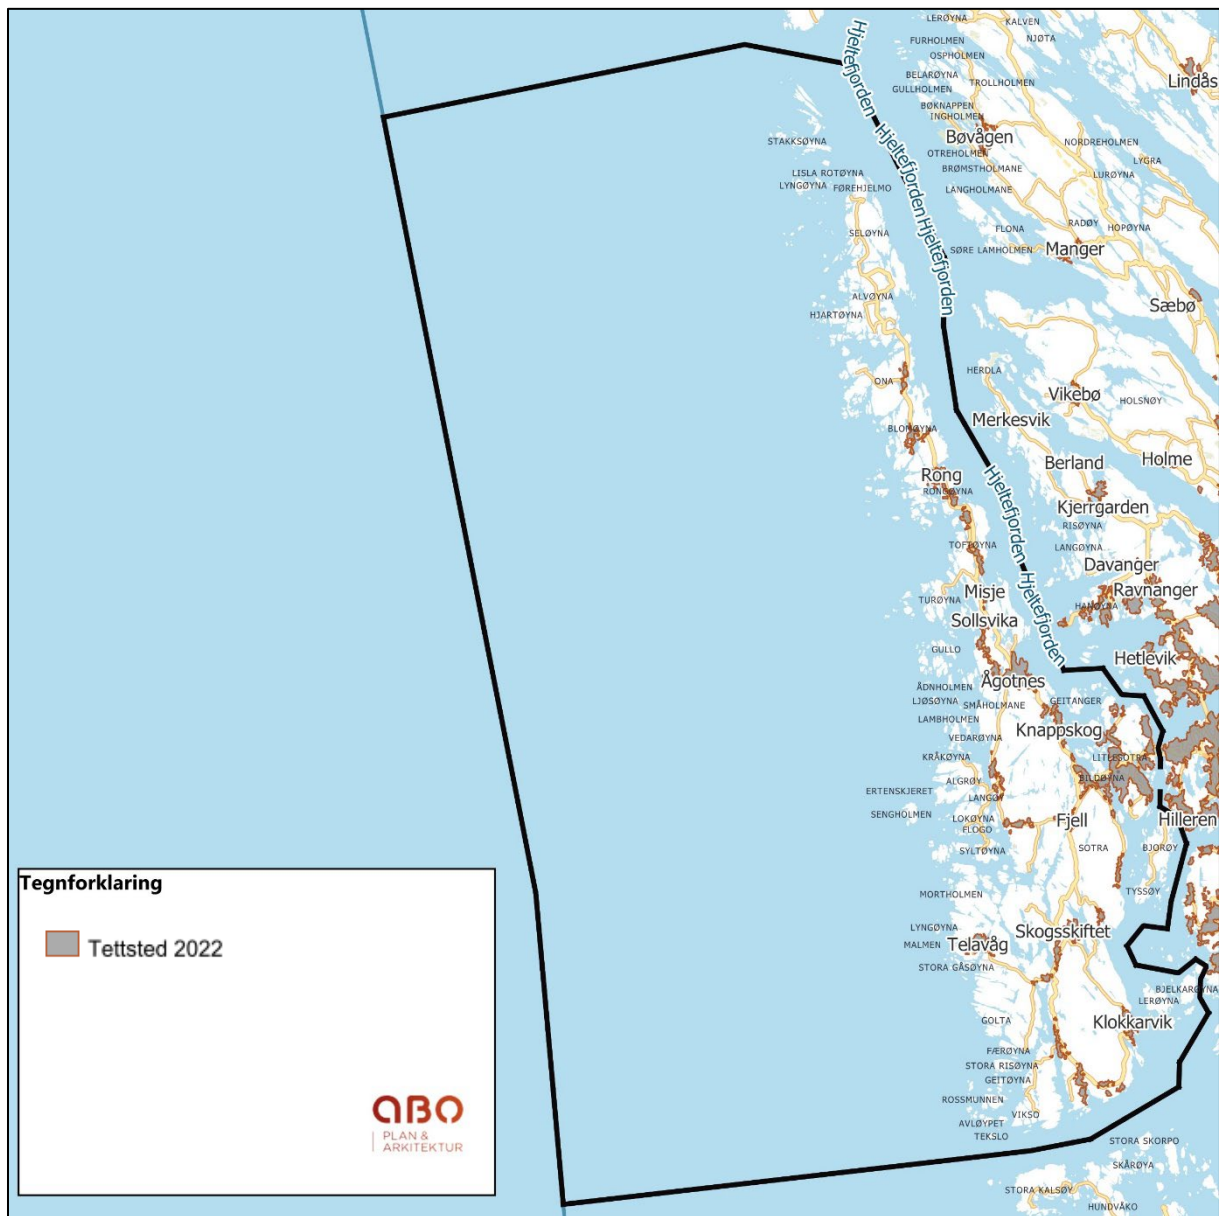 LERØYNA
KALVEN
FURHOLMEN
NJØTA
OSPHOLMEN
Hjeltefjorden
BELARØYNA
TROLLHOLMEN
Lindås
GULLHOLMEN
BØKNAPPEN
INGHOLMEN
Hjeltefjorden
Bøvågen
STAKKSØYNA
NORDREHOLMEN
OTREHOLMEN
LYGRA
BRØMSTHOLMANE
LURØYNA
LISLA ROTØYNA
LYNGØYNA
FØREHJELMO
LANGHOLMANE
Hjeltefjorden
RADØY
HOPØYNA
FLONA
SELØYNA
SØRE LAMHOLMEN
Manger
ALVØYNA
Sæbø
HJARTØYNA
HERDLA
ONA
Vikebø
HOLSNØY
Merkesvik
BLOMØYNA
Berland
Holme
Rong
RONGØYNA
Hjeltefjorden
Kjerrgarden
RISØYNA
TOFTØYNA
LANGØYNA
Davanger
Misje
Ravnanger
TURØYNA
HANØYNA
Hjeltefjorden
Sollsvika
GULLO
Hetlevik
Ågotnes
ÅDNHOLMEN
LJØSØYNA
SMÅHOLMANE
GEITANGER
LAMBHOLMEN
Knappskog
VEDARØYNA
KRÅKØYNA
LITLESOTRA
ALGRØY
BILDØYNA
ERTENSKJERET
LANGØY
SENGHOLMEN
LOKØYNA
FLOGO
Fjell
Hilleren
SYLTØYNA
SOTRA
BJORØY
MORTHOLMEN
TYSSØY
LYNGØYNA
Skogsskiftet
MALMEN
Telavåg
STORA GÅSØYNA
BJELKARØYNA
LERØYNA
GOLTA
Klokkarvik
FÆRØYNA
STORA RISØYNA
GEITØYNA
ROSSMUNNEN
VIKSO
AVLØYPET
TEKSLO
STORA SKORPO
SKÅRØYA
STORA KALSØY
HUNDVÅKO
Tegnforklaring
Tettsted 2022
ABO
PLAN &
ARKITEKTUR